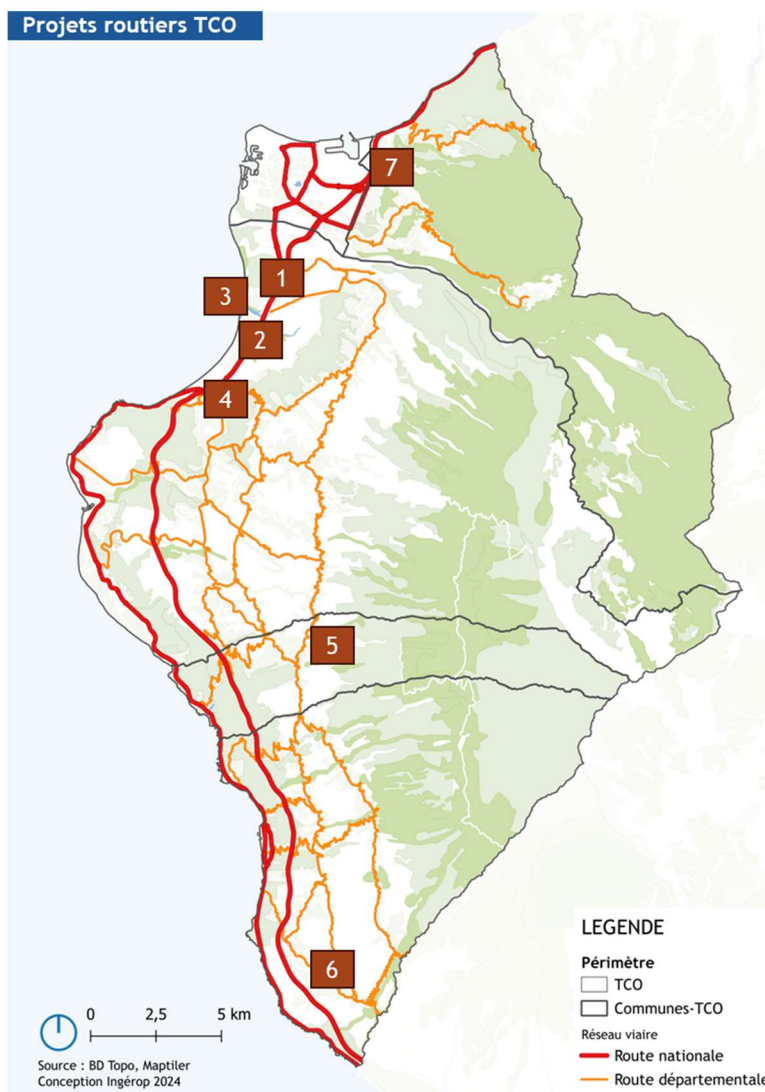 Projets routiers TCO
7
1
3
2
4
5
6
LEGENDE
Périmètre
TCO
Communes-TCO
Réseau viaire
Route nationale
Route départementale
0 2,5 5 km
Source : BD Topo, Maptiler
Conception Ingérop 2024